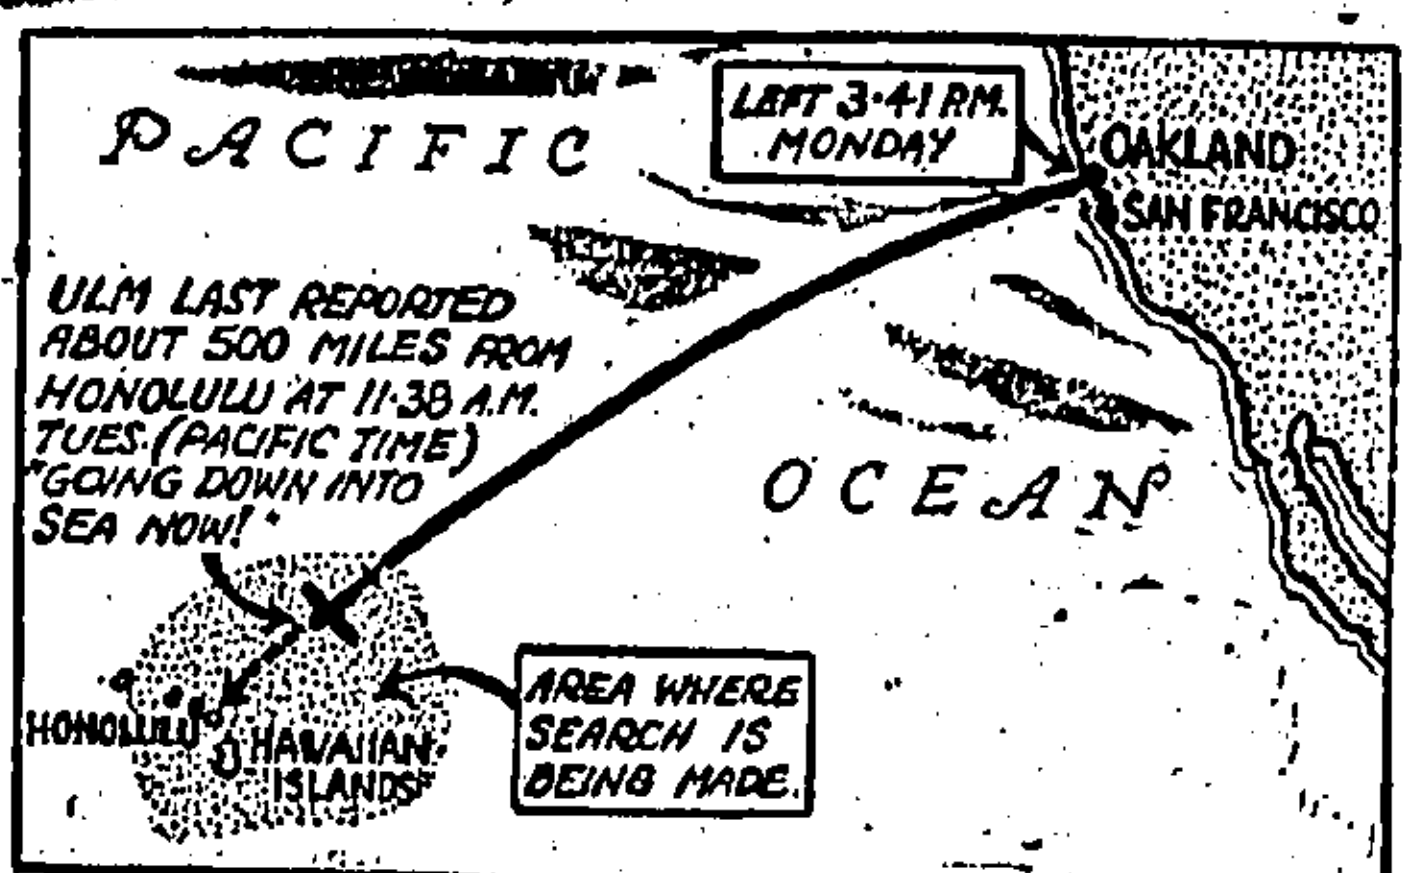 PACIFIC
LEFT 3·41 P.M.
MONDAY
OAKLAND
SAN FRANCISCO
ULM LAST REPORTED
ABOUT 500 MILES FROM
HONOLULU AT 11·38 A.M.
TUES. (PACIFIC TIME)
"GOING DOWN INTO
SEA NOW!"
OCEAN
AREA WHERE
SEARCH IS
BEING MADE.
HONOLULU
HAWAIIAN
ISLANDS